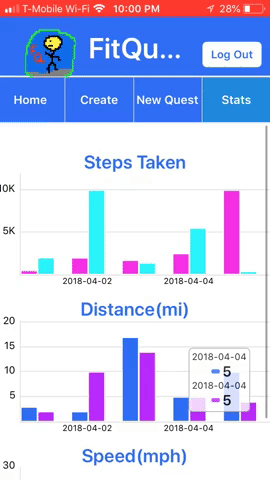 T-Mobile Wi-Fi 10:00 PM 28%
FitQu... Log Out
Home Create New Quest Stats
Steps Taken
10K
5K
2018-04-02 2018-04-04
Distance(mi)
20
15
10
5
2018-04-04
5
2018-04-04
5
2018-04-02 2018-04-04
Speed(mph)
30